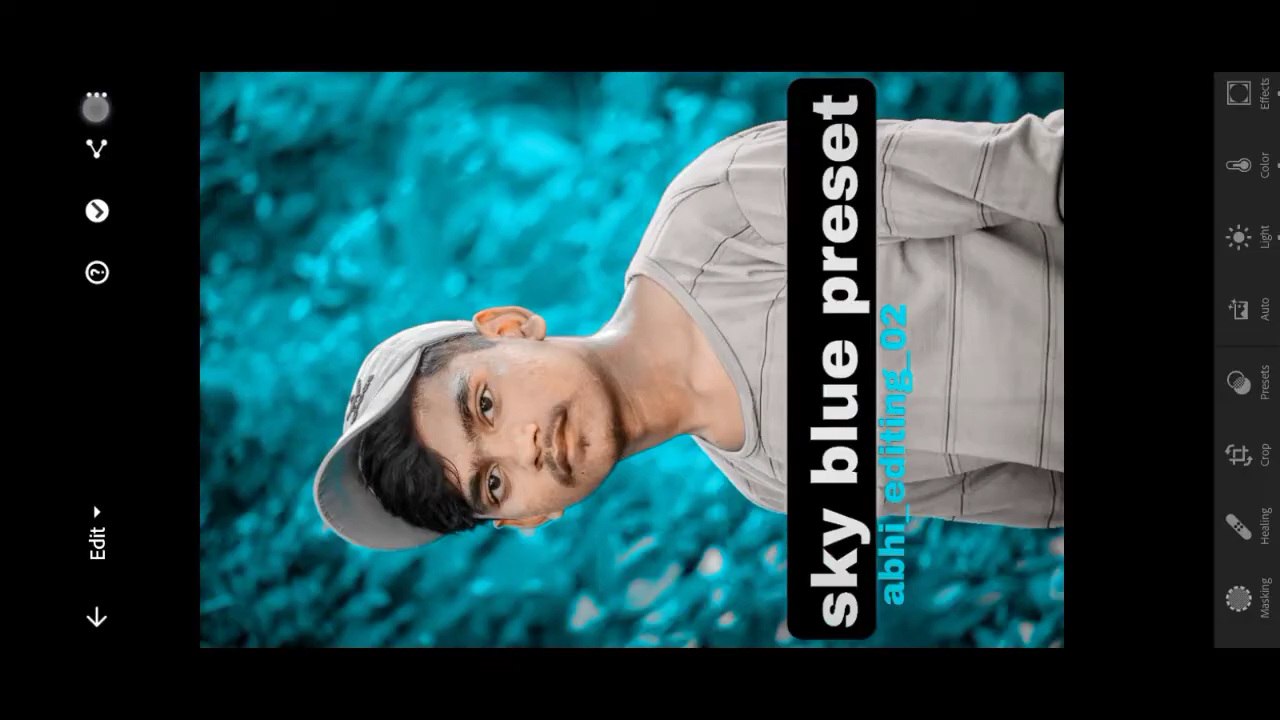 Edit
sky blue preset
abhi_editing_02
Masking
Healing
Crop
Presets
Auto
Light
Color
Effects